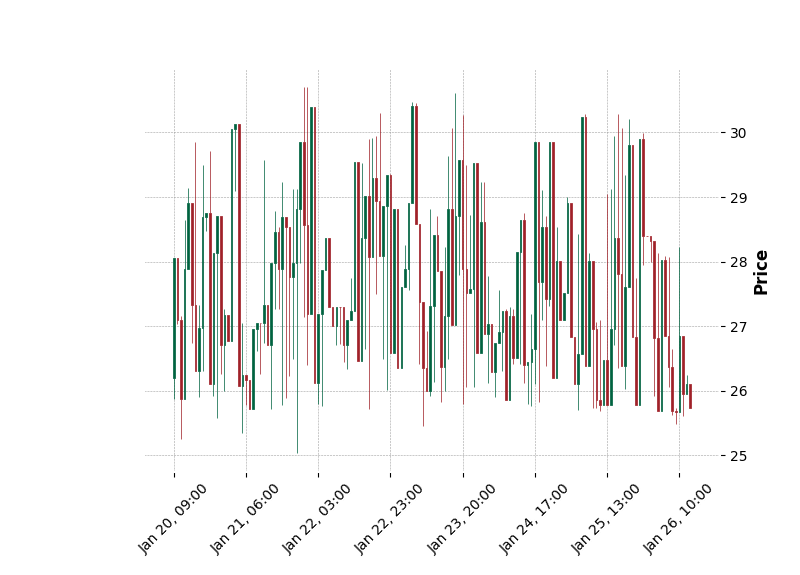 30
29
28
27
26
25
Price
Jan 20, 09:00
Jan 21, 06:00
Jan 22, 03:00
Jan 22, 23:00
Jan 23, 20:00
Jan 24, 17:00
Jan 25, 13:00
Jan 26, 10:00